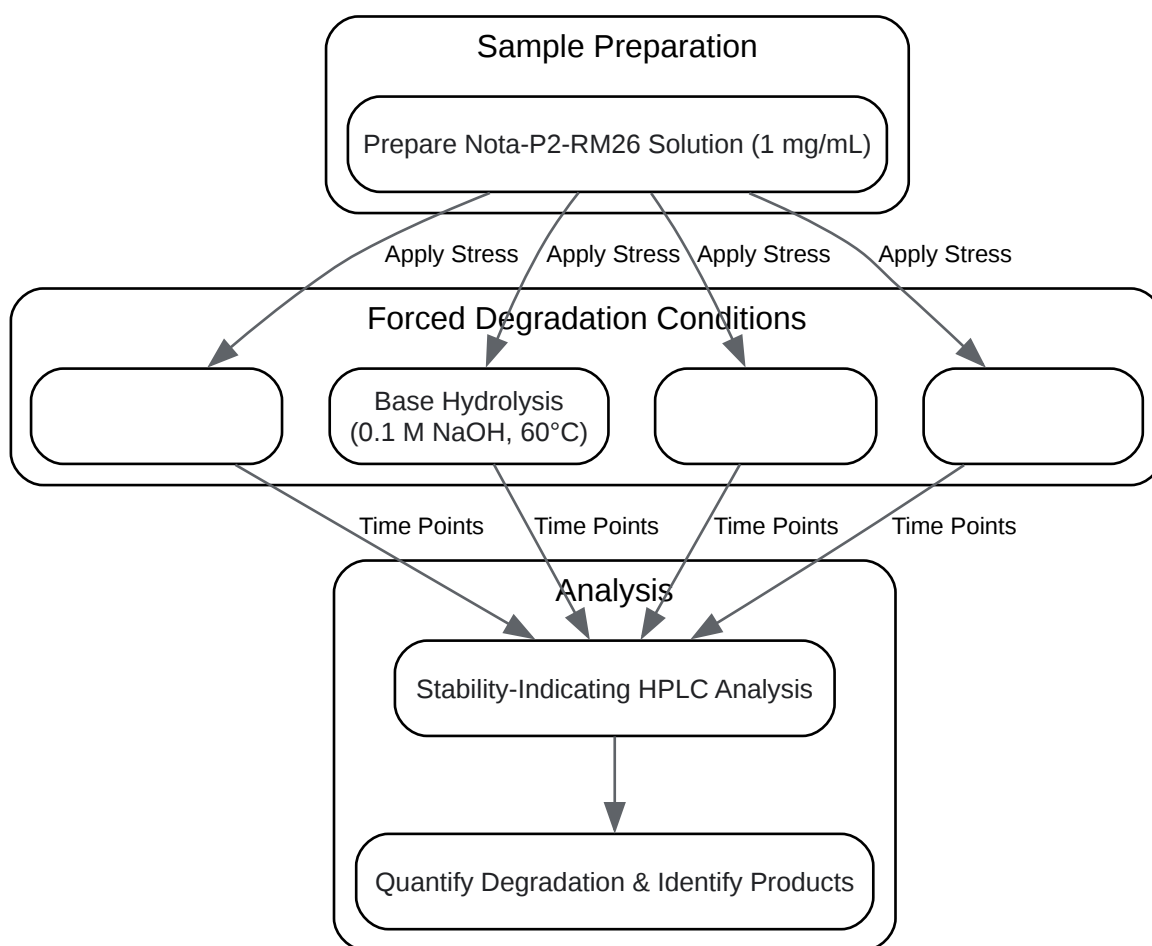 Sample Preparation
Prepare Nota-P2-RM26 Solution (1 mg/mL)
Apply Stress
Apply Stress
Apply Stress
Apply Stress
Forced Degradation Conditions
Base Hydrolysis
(0.1 M NaOH, 60°C)
Time Points
Time Points
Time Points
Time Points
Analysis
Stability-Indicating HPLC Analysis
Quantify Degradation & Identify Products